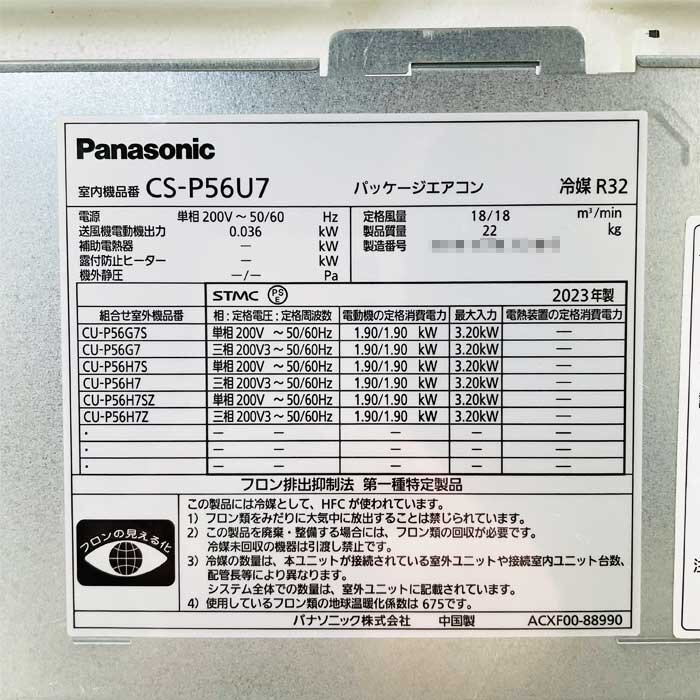 Panasonic
室内機品番 CS-P56U7 パッケージエアコン 冷媒 R32
電源 単相 200V ～ 50/60 Hz 定格風量 18/18 m³/min
送風機電動機出力 0.036 kW 製品質量 22 kg
補助電熱器 － kW 製造番号
露付防止ヒーター － kW
機外静圧 －/－ Pa
STMC PSE 2023年製
組合せ室外機品番 相：定格電圧：定格周波数 電動機の定格消費電力 最大入力 電熱装置の定格消費電力
CU-P56G7S 単相 200V ～ 50/60Hz 1.90/1.90 kW 3.20kW －
CU-P56G7 三相 200V3 ～ 50/60Hz 1.90/1.90 kW 3.20kW －
CU-P56H7S 単相 200V ～ 50/60Hz 1.90/1.90 kW 3.20kW －
CU-P56H7 三相 200V3 ～ 50/60Hz 1.90/1.90 kW 3.20kW －
CU-P56H7SZ 単相 200V ～ 50/60Hz 1.90/1.90 kW 3.20kW －
CU-P56H7Z 三相 200V3 ～ 50/60Hz 1.90/1.90 kW 3.20kW －
・ － － － －
・ － － － －
・ － － － －
フロン排出抑制法 第一種特定製品
フロンの見える化
この製品には冷媒として、HFC が使われています。
1）フロン類をみだりに大気中に放出することは禁じられています。
2）この製品を廃棄・整備する場合には、フロン類の回収が必要です。
冷媒未回収の機器は引渡し禁止です。
3）冷媒の数量は、本ユニットが接続されている室外ユニットや接続室内ユニット台数、
配管長等により異なります。
システム全体での数量は、室外ユニットに記載されています。
4）使用しているフロン類の地球温暖化係数は 675です。
パナソニック株式会社 中国製 ACXF00-88990